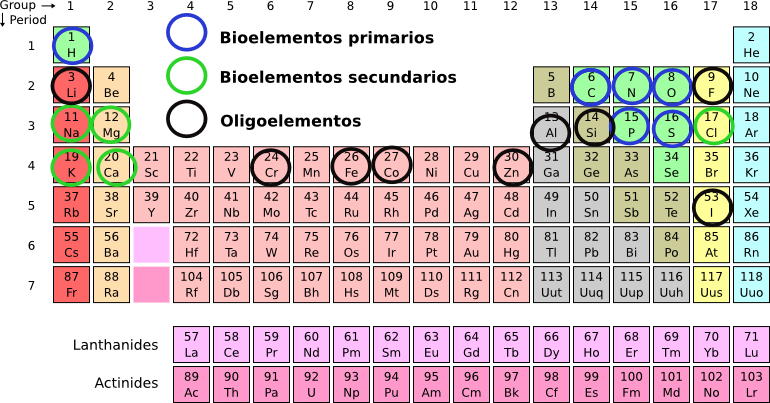 Group → 1 2 3 4 5 6 7 8 9 10 11 12 13 14 15 16 17 18
↓ Period
1 1 2
H He
Bioelementos primarios
2 3 4 5 6 7 8 9 10
Li Be B C N O F Ne
Bioelementos secundarios
3 11 12 13 14 15 16 17 18
Na Mg Al Si P S Cl Ar
Oligoelementos
4 19 20 21 22 23 24 25 26 27 28 29 30 31 32 33 34 35 36
K Ca Sc Ti V Cr Mn Fe Co Ni Cu Zn Ga Ge As Se Br Kr
5 37 38 39 40 41 42 43 44 45 46 47 48 49 50 51 52 53 54
Rb Sr Y Zr Nb Mo Tc Ru Rh Pd Ag Cd In Sn Sb Te I Xe
6 55 56 72 73 74 75 76 77 78 79 80 81 82 83 84 85 86
Cs Ba Hf Ta W Re Os Ir Pt Au Hg Tl Pb Bi Po At Rn
7 87 88 104 105 106 107 108 109 110 111 112 113 114 115 116 117 118
Fr Ra Rf Db Sg Bh Hs Mt Ds Rg Cn Uut Uuq Uup Uuh Uus Uuo
Lanthanides 57 58 59 60 61 62 63 64 65 66 67 68 69 70 71
La Ce Pr Nd Pm Sm Eu Gd Tb Dy Ho Er Tm Yb Lu
Actinides 89 90 91 92 93 94 95 96 97 98 99 100 101 102 103
Ac Th Pa U Np Pu Am Cm Bk Cf Es Fm Md No Lr